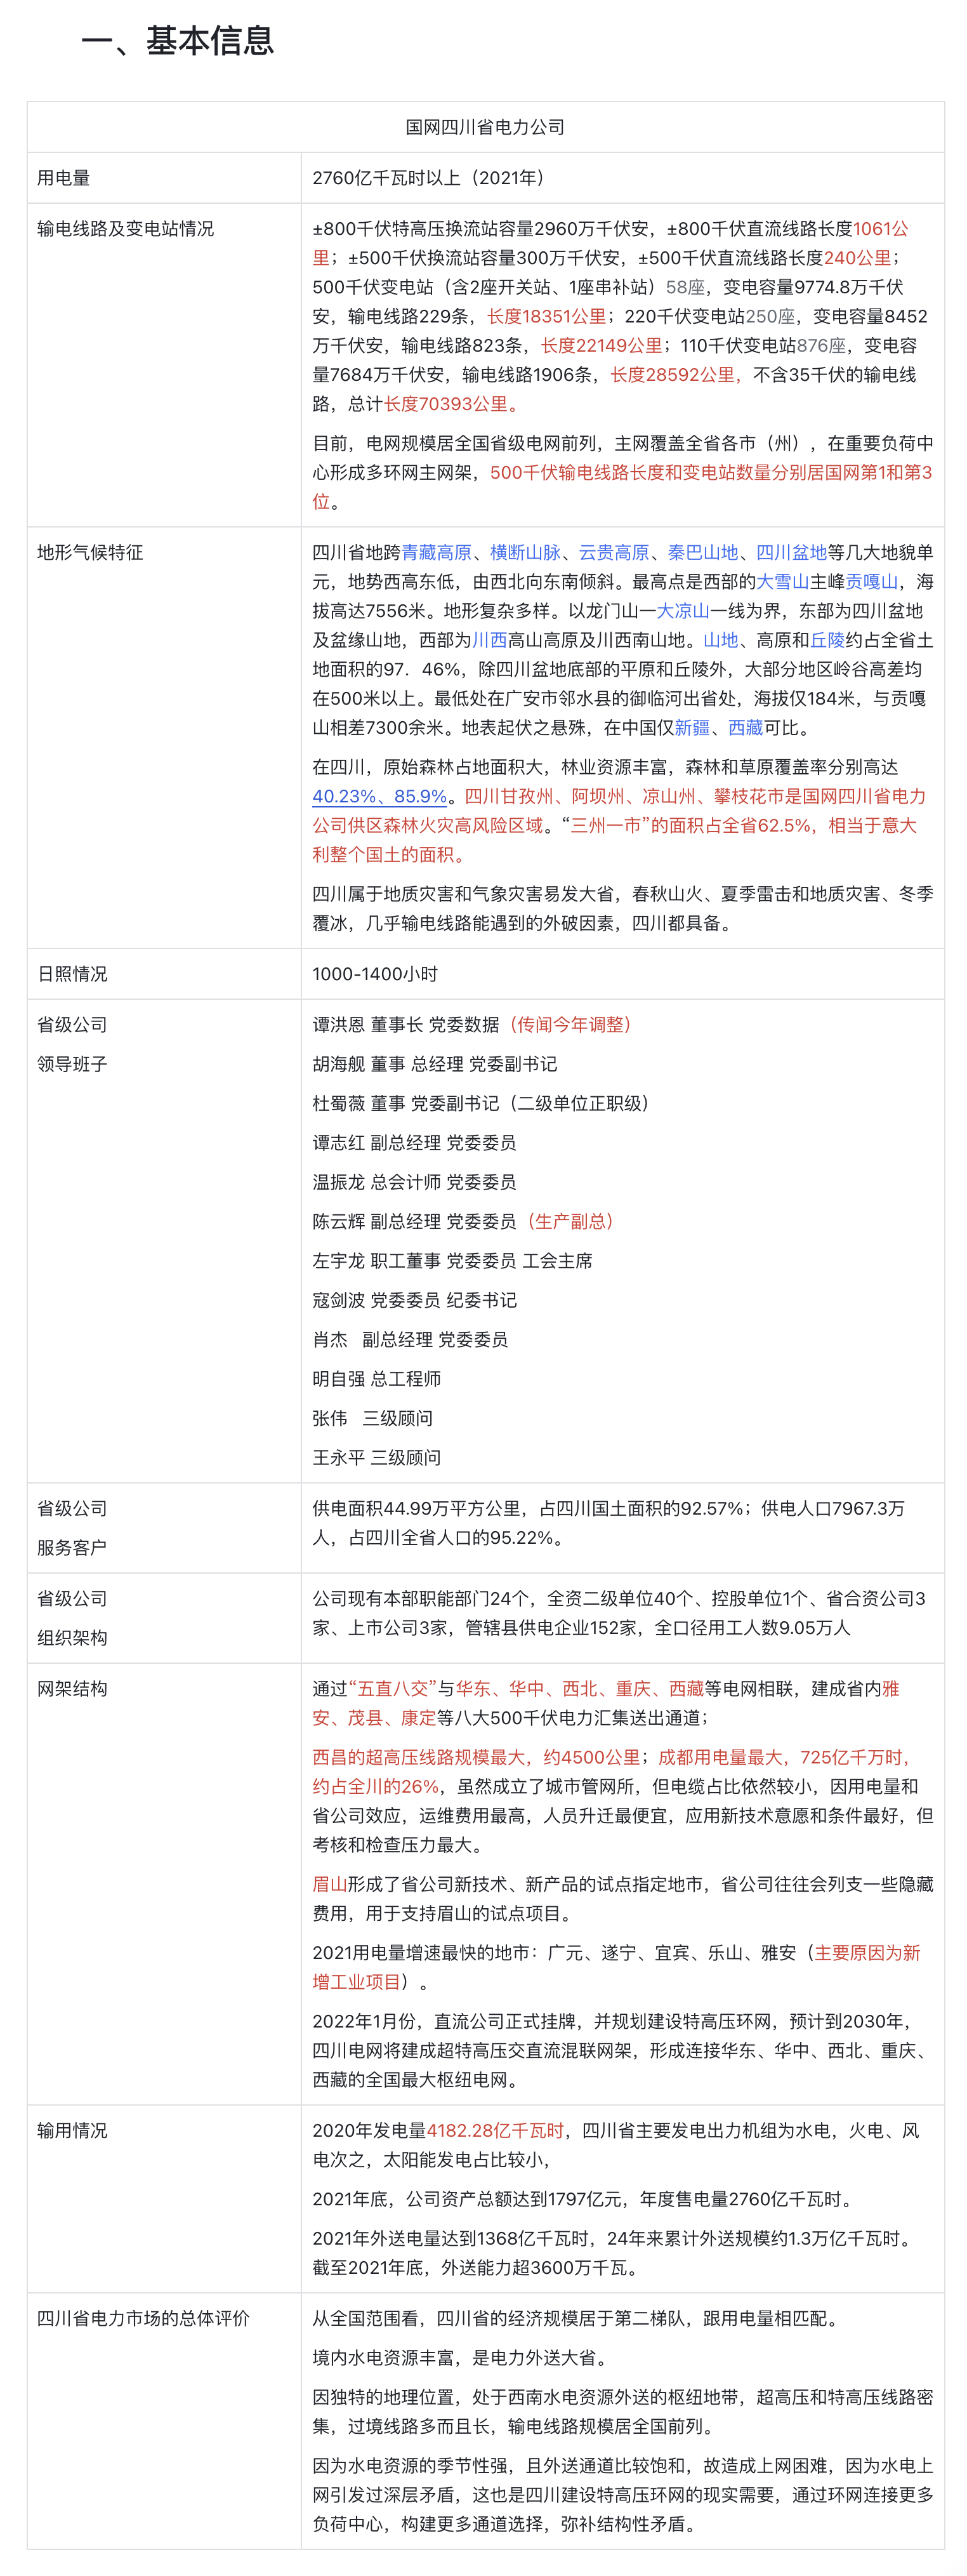 一、基本信息
国网四川省电力公司
用电量
2760亿千瓦时以上（2021年）
输电线路及变电站情况
±800千伏特高压换流站容量2960万千伏安，±800千伏直流线路长度1061公
里；±500千伏换流站容量300万千伏安，±500千伏直流线路长度240公里；
500千伏变电站（含2座开关站、1座串补站）58座，变电容量9774.8万千伏
安，输电线路229条，长度18351公里；220千伏变电站250座，变电容量8452
万千伏安，输电线路823条，长度22149公里；110千伏变电站876座，变电容
量7684万千伏安，输电线路1906条，长度28592公里，不含35千伏的输电线
路，总计长度70393公里。
目前，电网规模居全国省级电网前列，主网覆盖全省各市（州），在重要负荷中
心形成多环网主网架，500千伏输电线路长度和变电站数量分别居国网第1和第3
位。
地形气候特征
四川省地跨青藏高原、横断山脉、云贵高原、秦巴山地、四川盆地等几大地貌单
元，地势西高东低，由西北向东南倾斜。最高点是西部的大雪山主峰贡嘎山，海
拔高达7556米。地形复杂多样。以龙门山一大凉山一线为界，东部为四川盆地
及盆缘山地，西部为川西高山高原及川西南山地。山地、高原和丘陵约占全省土
地面积的97．46%，除四川盆地底部的平原和丘陵外，大部分地区岭谷高差均
在500米以上。最低处在广安市邻水县的御临河出省处，海拔仅184米，与贡嘎
山相差7300余米。地表起伏之悬殊，在中国仅新疆、西藏可比。
在四川，原始森林占地面积大，林业资源丰富，森林和草原覆盖率分别高达
40.23%、85.9%。四川甘孜州、阿坝州、凉山州、攀枝花市是国网四川省电力
公司供区森林火灾高风险区域。“三州一市”的面积占全省62.5%，相当于意大
利整个国土的面积。
四川属于地质灾害和气象灾害易发大省，春秋山火、夏季雷击和地质灾害、冬季
覆冰，几乎输电线路能遇到的外破因素，四川都具备。
日照情况
1000-1400小时
省级公司
领导班子
谭洪恩 董事长 党委数据（传闻今年调整）
胡海舰 董事 总经理 党委副书记
杜蜀薇 董事 党委副书记（二级单位正职级）
谭志红 副总经理 党委委员
温振龙 总会计师 党委委员
陈云辉 副总经理 党委委员（生产副总）
左宇龙 职工董事 党委委员 工会主席
寇剑波 党委委员 纪委书记
肖杰   副总经理 党委委员
明自强 总工程师
张伟   三级顾问
王永平 三级顾问
省级公司
服务客户
供电面积44.99万平方公里，占四川国土面积的92.57%；供电人口7967.3万
人，占四川全省人口的95.22%。
省级公司
组织架构
公司现有本部职能部门24个，全资二级单位40个、控股单位1个、省合资公司3
家、上市公司3家，管辖县供电企业152家，全口径用工人数9.05万人
网架结构
通过“五直八交”与华东、华中、西北、重庆、西藏等电网相联，建成省内雅
安、茂县、康定等八大500千伏电力汇集送出通道；
西昌的超高压线路规模最大，约4500公里；成都用电量最大，725亿千万时，
约占全川的26%，虽然成立了城市管网所，但电缆占比依然较小，因用电量和
省公司效应，运维费用最高，人员升迁最便宜，应用新技术意愿和条件最好，但
考核和检查压力最大。
眉山形成了省公司新技术、新产品的试点指定地市，省公司往往会列支一些隐藏
费用，用于支持眉山的试点项目。
2021用电量增速最快的地市：广元、遂宁、宜宾、乐山、雅安（主要原因为新
增工业项目）。
2022年1月份，直流公司正式挂牌，并规划建设特高压环网，预计到2030年，
四川电网将建成超特高压交直流混联网架，形成连接华东、华中、西北、重庆、
西藏的全国最大枢纽电网。
输用情况
2020年发电量4182.28亿千瓦时，四川省主要发电出力机组为水电，火电、风
电次之，太阳能发电占比较小，
2021年底，公司资产总额达到1797亿元，年度售电量2760亿千瓦时。
2021年外送电量达到1368亿千瓦时，24年来累计外送规模约1.3万亿千瓦时。
截至2021年底，外送能力超3600万千瓦。
四川省电力市场的总体评价
从全国范围看，四川省的经济规模居于第二梯队，跟用电量相匹配。
境内水电资源丰富，是电力外送大省。
因独特的地理位置，处于西南水电资源外送的枢纽地带，超高压和特高压线路密
集，过境线路多而且长，输电线路规模居全国前列。
因为水电资源的季节性强，且外送通道比较饱和，故造成上网困难，因为水电上
网引发过深层矛盾，这也是四川建设特高压环网的现实需要，通过环网连接更多
负荷中心，构建更多通道选择，弥补结构性矛盾。